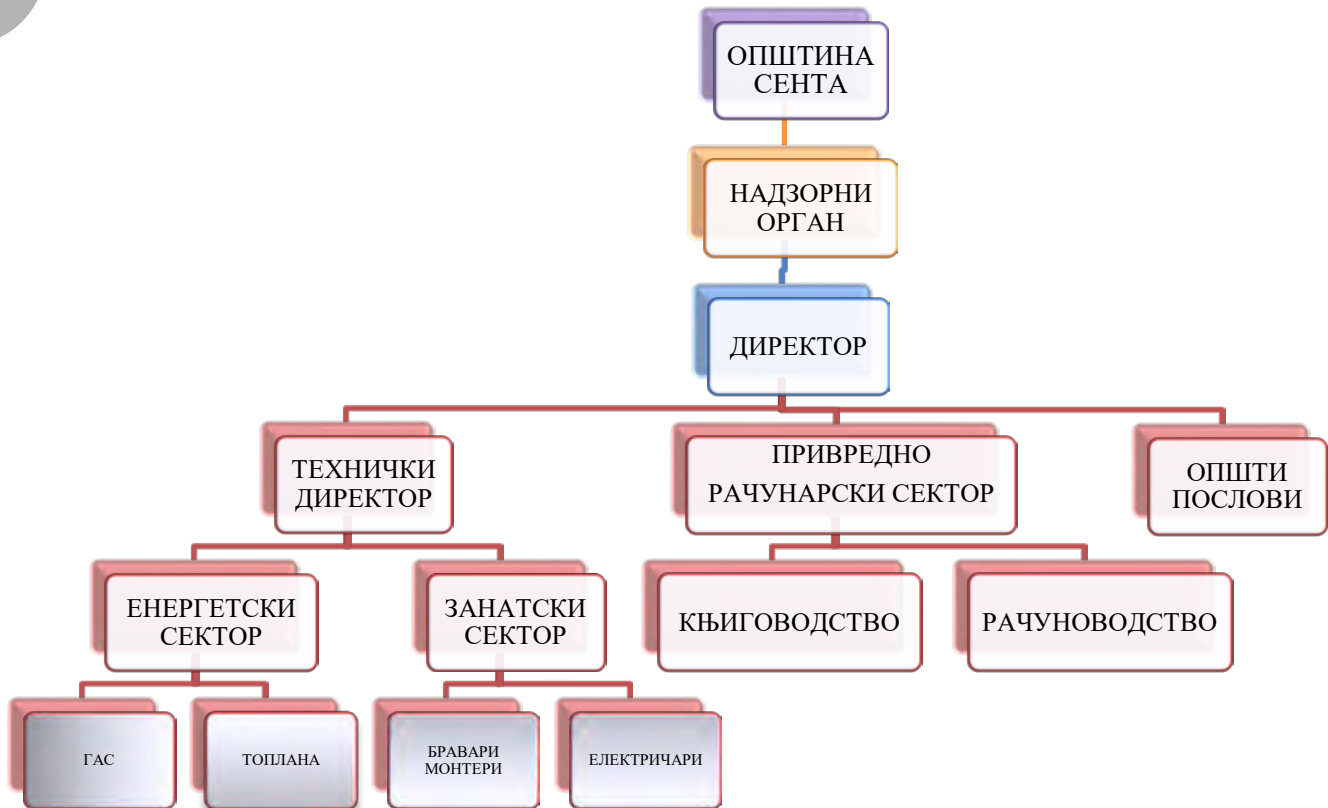 ОПШТИНА
СЕНТА
НАДЗОРНИ
ОРГАН
ДИРЕКТОР
ТЕХНИЧКИ
ДИРЕКТОР
ПРИВРЕДНО
РАЧУНАРСКИ СЕКТОР
ОПШТИ
ПОСЛОВИ
ЕНЕРГЕТСКИ
СЕКТОР
ЗАНАТСКИ
СЕКТОР
КЊИГОВОДСТВО
РАЧУНОВОДСТВО
ГАС
ТОПЛАНА
БРАВАРИ
МОНТЕРИ
ЕЛЕКТРИЧАРИ